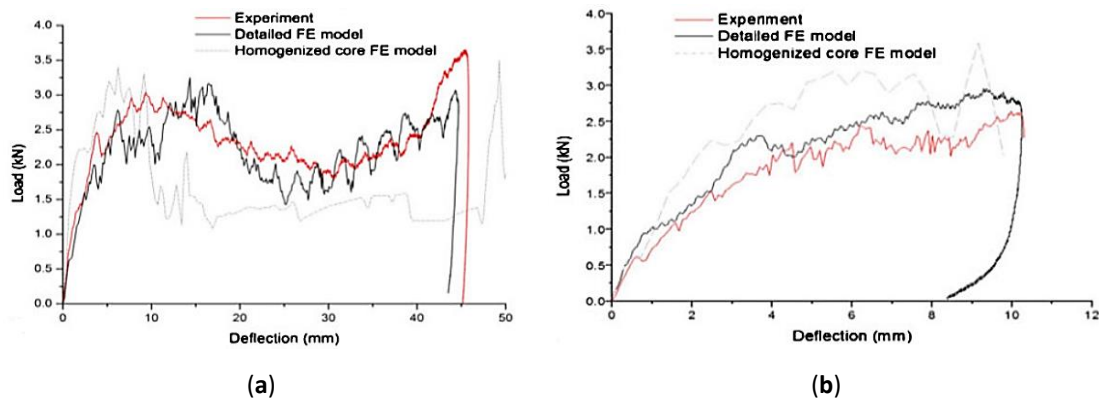 Experiment
Detailed FE model
Homogenized core FE model
4.0
3.5
3.0
2.5
2.0
1.5
1.0
0.5
0.0
Load (kN)
0 10 20 30 40 50
Deflection (mm)
(a)
Experiment
Detailed FE model
Homogenized core FE model
4.0
3.5
3.0
2.5
2.0
1.5
1.0
0.5
0.0
Load (kN)
0 2 4 6 8 10 12
Deflection (mm)
(b)